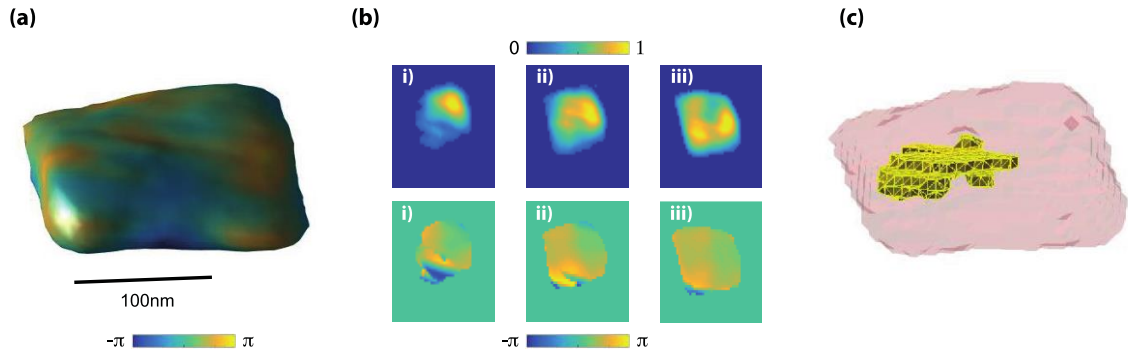 (a)
100nm
-π π
(b)
0 1
i) ii) iii)
i) ii) iii)
-π π
(c)